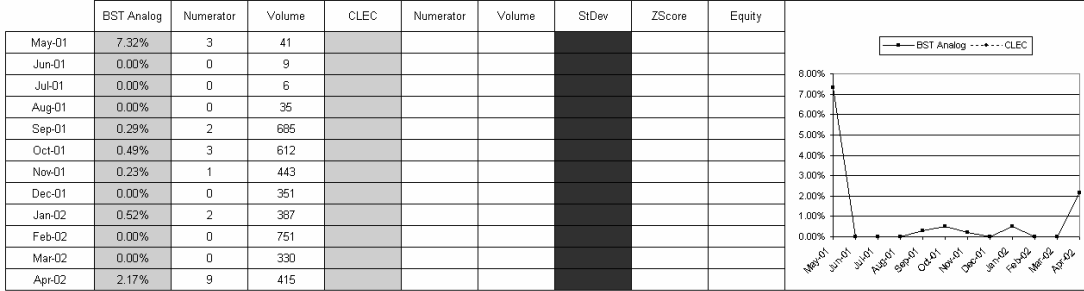 BST Analog Numerator Volume CLEC Numerator Volume StDev ZScore Equity
May-01 7.32% 3 41
Jun-01 0.00% 0 9
Jul-01 0.00% 0 6
Aug-01 0.00% 0 35
Sep-01 0.29% 2 685
Oct-01 0.49% 3 612
Nov-01 0.23% 1 443
Dec-01 0.00% 0 351
Jan-02 0.52% 2 387
Feb-02 0.00% 0 751
Mar-02 0.00% 0 330
Apr-02 2.17% 9 415
BST Analog CLEC
8.00%
7.00%
6.00%
5.00%
4.00%
3.00%
2.00%
1.00%
0.00%
May-01 Jun-01 Jul-01 Aug-01 Sep-01 Oct-01 Nov-01 Dec-01 Jan-02 Feb-02 Mar-02 Apr-02